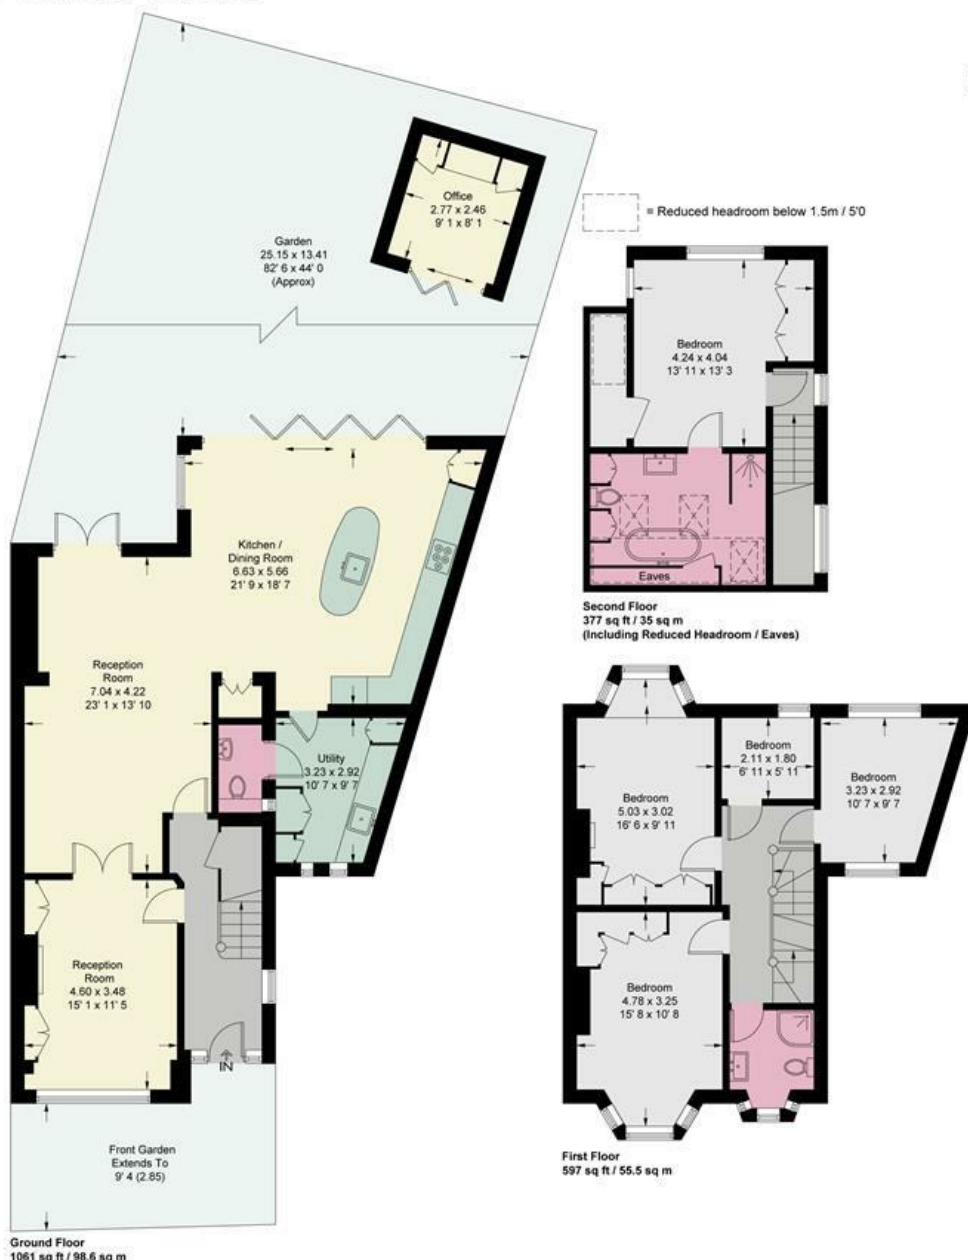 Garden
25.15 x 13.41
82' 6 x 44' 0
(Approx)
Office
2.77 x 2.46
9' 1 x 8' 1
= Reduced headroom below 1.5m / 5'0
Bedroom
4.24 x 4.04
13' 11 x 13' 3
Eaves
Second Floor
377 sq ft / 35 sq m
(Including Reduced Headroom / Eaves)
Kitchen /
Dining Room
6.63 x 5.66
21' 9 x 18' 7
Reception
Room
7.04 x 4.22
23' 1 x 13' 10
Utility
3.23 x 2.92
10' 7 x 9' 7
Reception
Room
4.60 x 3.48
15' 1 x 11' 5
IN
Front Garden
Extends To
9' 4 (2.85)
Ground Floor
1061 sq ft / 98.6 sq m
Bedroom
5.03 x 3.02
16' 6 x 9' 11
Bedroom
2.11 x 1.80
6' 11 x 5' 11
Bedroom
3.23 x 2.92
10' 7 x 9' 7
Bedroom
4.78 x 3.25
15' 8 x 10' 8
First Floor
597 sq ft / 55.5 sq m